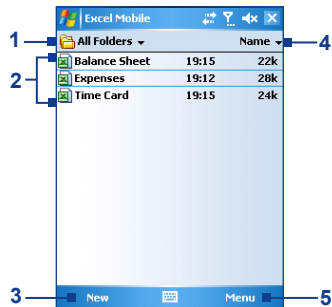 Excel Mobile
1 All Folders Name 4
2
Balance Sheet 19:15 22k
Expenses 19:12 28k
Time Card 19:15 24k
3 New Menu 5